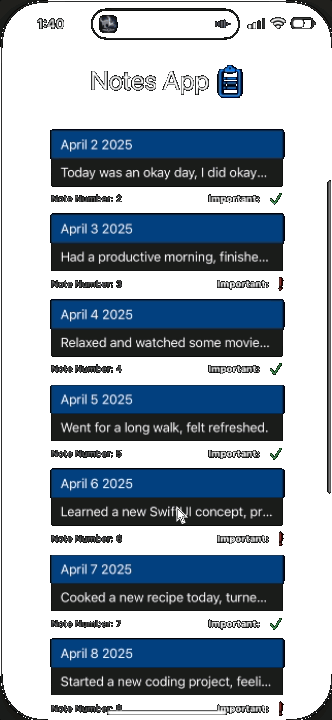 1:40
Notes App
April 2 2025
Today was an okay day, I did okay...
Note Number: 2 Important:
April 3 2025
Had a productive morning, finishe...
Note Number: 3 Important:
April 4 2025
Relaxed and watched some movie...
Note Number: 4 Important:
April 5 2025
Went for a long walk, felt refreshed.
Note Number: 5 Important:
April 6 2025
Learned a new SwiftUI concept, pr...
Note Number: 6 Important:
April 7 2025
Cooked a new recipe today, turne...
Note Number: 7 Important:
April 8 2025
Started a new coding project, feeli...
Note Number: 8 Important: